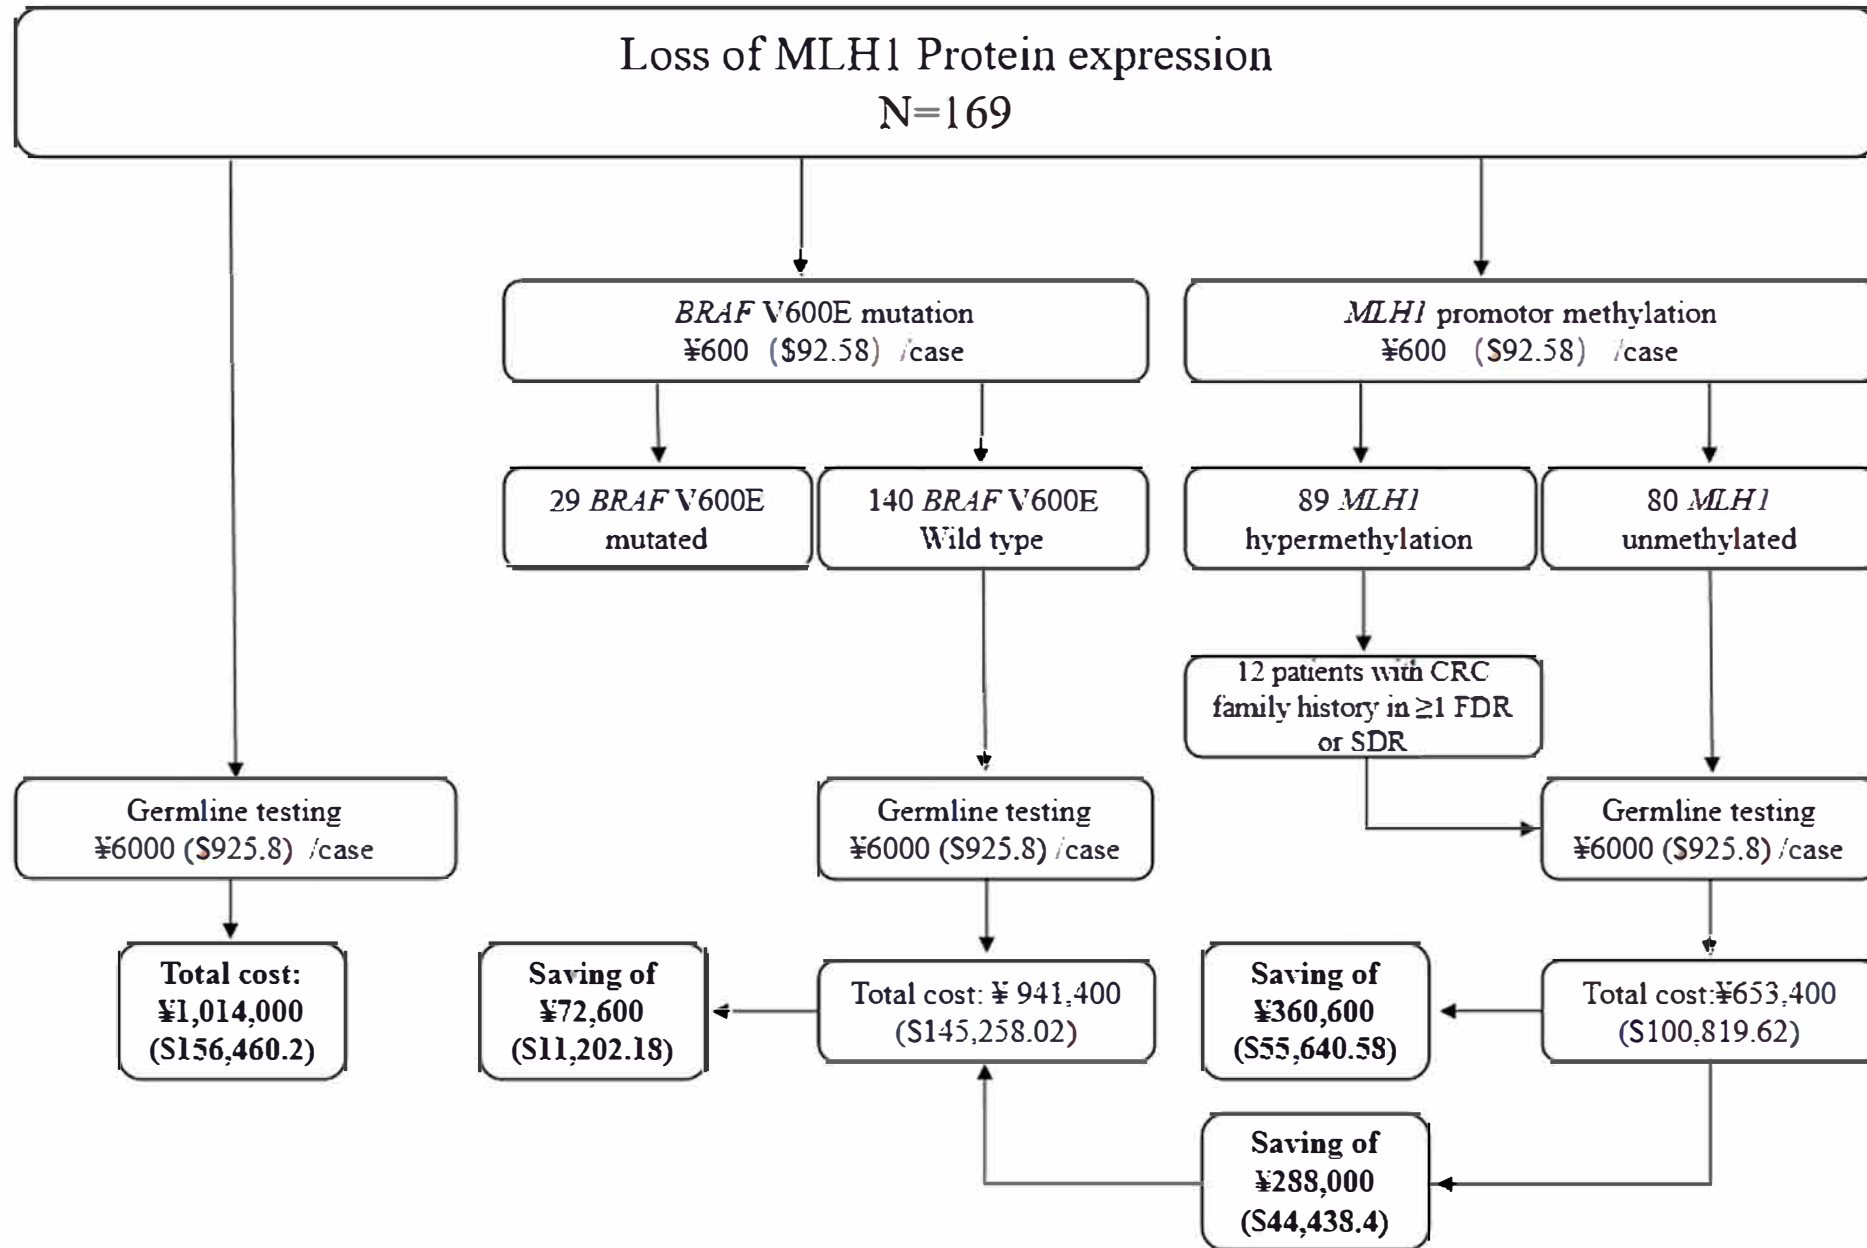 Loss of MLH1 Protein expression
N=169
BRAF V600E mutation
¥600 ($92.58) /case
MLH1 promotor methylation
¥600 ($92.58) /case
29 BRAF V600E
mutated
140 BRAF V600E
Wild type
89 MLH1
hypermethylation
80 MLH1
unmethylated
12 patients with CRC
family history in ≥1 FDR
or SDR
Germline testing
¥6000 ($925.8) /case
Germline testing
¥6000 ($925.8) /case
Germline testing
¥6000 ($925.8) /case
Total cost:
¥1,014,000
($156,460.2)
Saving of
¥72,600
($11,202.18)
Total cost: ¥ 941,400
($145,258.02)
Saving of
¥360,600
($55,640.58)
Total cost:¥653,400
($100,819.62)
Saving of
¥288,000
($44,438.4)